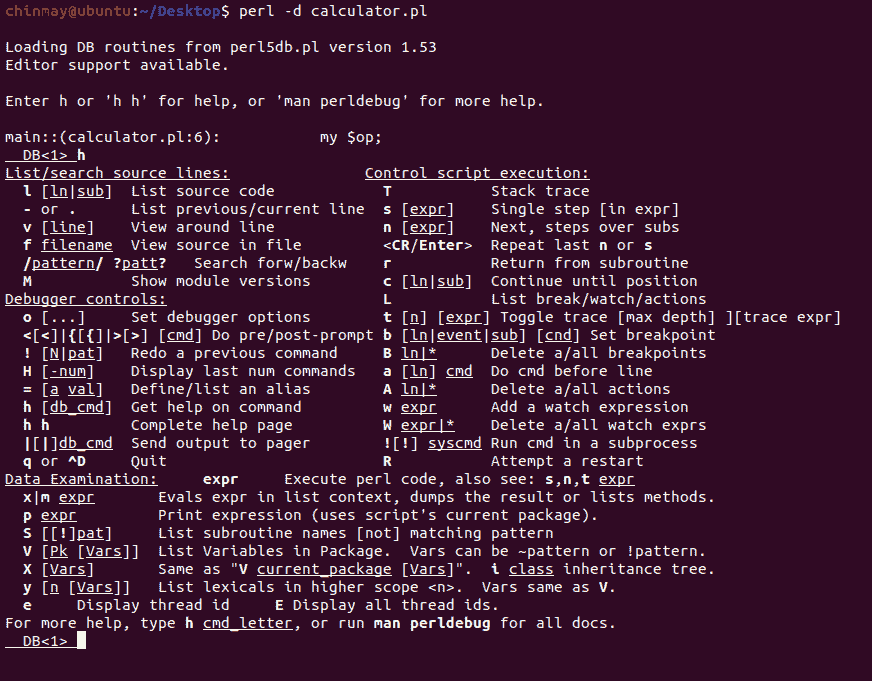 chinmay@ubuntu:~/Desktop$ perl -d calculator.pl
Loading DB routines from perl5db.pl version 1.53
Editor support available.
Enter h or 'h h' for help, or 'man perldebug' for more help.
main::(calculator.pl:6):           my $op;
  DB<1> h
List/search source lines:               Control script execution:
  l [ln|sub]  List source code            T           Stack trace
  - or .      List previous/current line  s [expr]    Single step [in expr]
  v [line]    View around line            n [expr]    Next, steps over subs
  f filename  View source in file         <CR/Enter>  Repeat last n or s
  /pattern/ ?patt?   Search forw/backw    r           Return from subroutine
  M           Show module versions        c [ln|sub]  Continue until position
Debugger controls:                        L           List break/watch/actions
  o [...]     Set debugger options        t [n] [expr] Toggle trace [max depth] ][trace expr]
  <[<]|{[{]|>[>] [cmd] Do pre/post-prompt b [ln|event|sub] [cnd] Set breakpoint
  ! [N|pat]   Redo a previous command     B ln|*      Delete a/all breakpoints
  H [-num]    Display last num commands   a [ln] cmd  Do cmd before line
  = [a val]   Define/list an alias        A ln|*      Delete a/all actions
  h [db_cmd]  Get help on command         w expr      Add a watch expression
  h h         Complete help page          W expr|*    Delete a/all watch exprs
  |[|]db_cmd  Send output to pager        ![!] syscmd Run cmd in a subprocess
  q or ^D     Quit                        R           Attempt a restart
Data Examination:     expr     Execute perl code, also see: s,n,t expr
  x|m expr       Evals expr in list context, dumps the result or lists methods.
  p expr         Print expression (uses script's current package).
  S [[!]pat]     List subroutine names [not] matching pattern
  V [Pk [Vars]]  List Variables in Package.  Vars can be ~pattern or !pattern.
  X [Vars]       Same as "V current_package [Vars]".  i class inheritance tree.
  y [n [Vars]]   List lexicals in higher scope <n>.  Vars same as V.
  e     Display thread id     E Display all thread ids.
For more help, type h cmd_letter, or run man perldebug for all docs.
  DB<1>